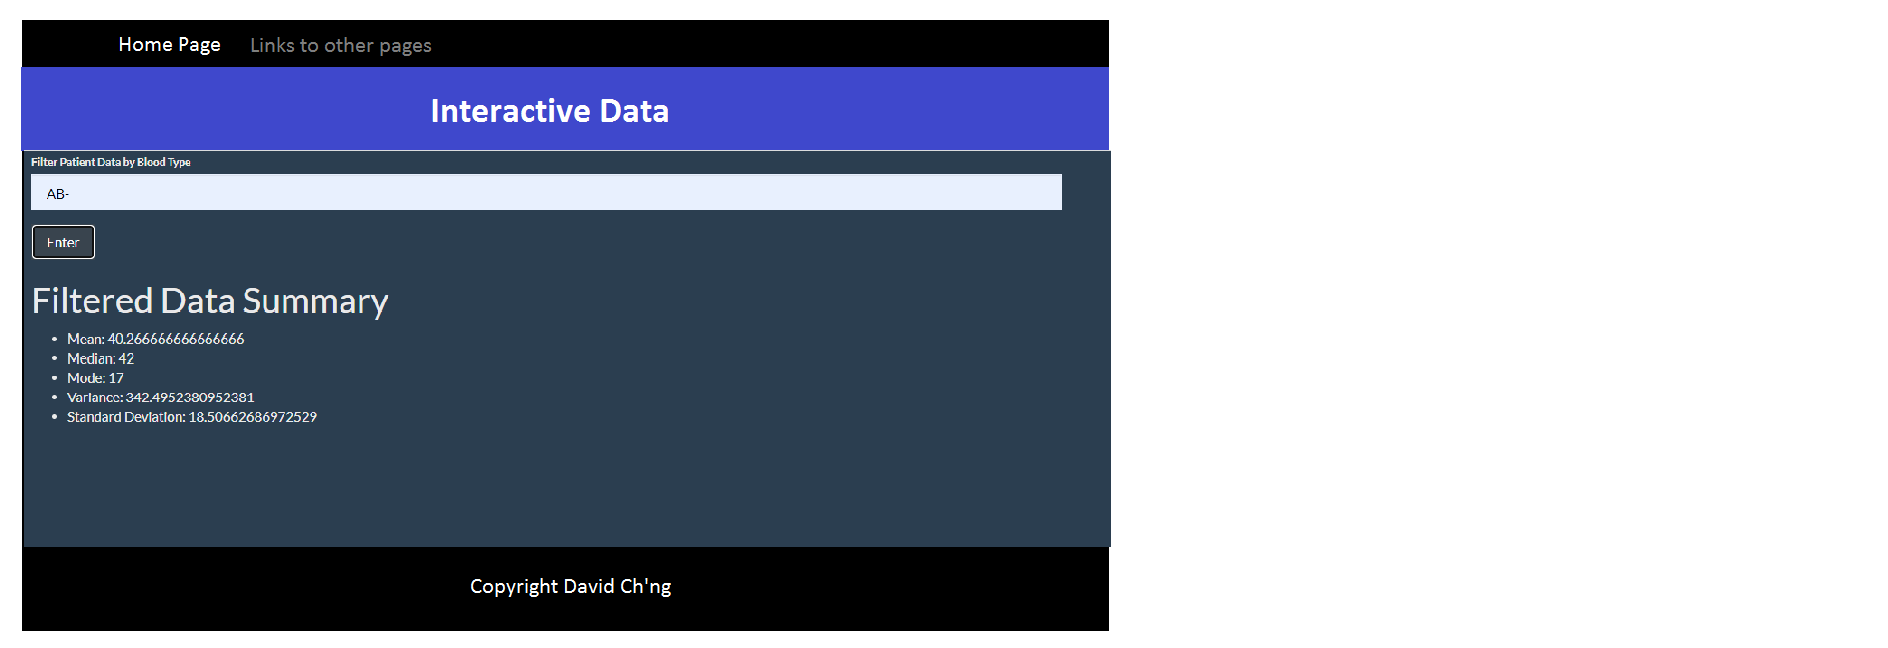 Home Page Links to other pages
Interactive Data
Filter Patient Data by Blood Type
AB-
Enter
Filtered Data Summary
• Mean: 40.266666666666666
• Median: 42
• Mode: 17
• Variance: 342.4952380952381
• Standard Deviation: 18.50662686972529
Copyright David Ch'ng